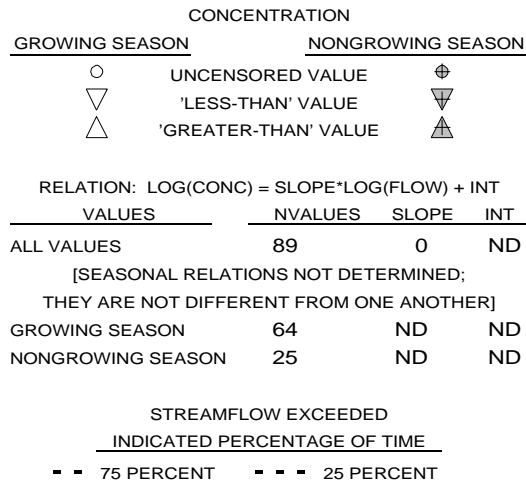 CONCENTRATION
GROWING SEASON NONGROWING SEASON
UNCENSORED VALUE
'LESS-THAN' VALUE
'GREATER-THAN' VALUE
RELATION: LOG(CONC) = SLOPE*LOG(FLOW) + INT
VALUES NVALUES SLOPE INT
ALL VALUES 89 0 ND
[SEASONAL RELATIONS NOT DETERMINED;
THEY ARE NOT DIFFERENT FROM ONE ANOTHER]
GROWING SEASON 64 ND ND
NONGROWING SEASON 25 ND ND
STREAMFLOW EXCEEDED
INDICATED PERCENTAGE OF TIME
75 PERCENT 25 PERCENT